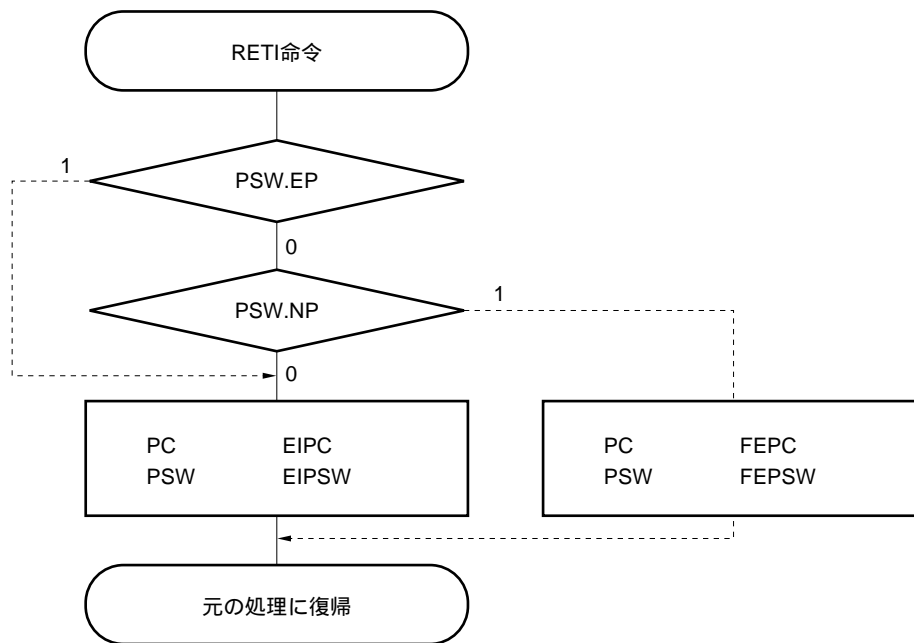 RETI命令
1
PSW.EP
0
PSW.NP
1
0
PC EIPC
PSW EIPSW
PC FEPC
PSW FEPSW
元の処理に復帰